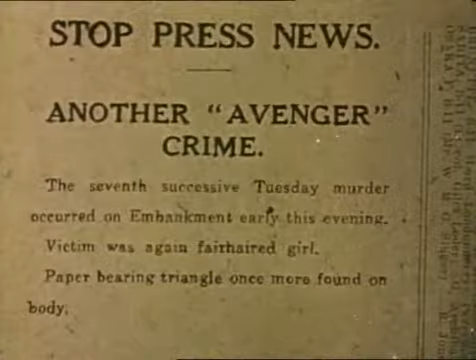 STOP PRESS NEWS.
ANOTHER "AVENGER"
CRIME.
The seventh successive Tuesday murder
occurred on Embankment early this evening.
Victim was again fairhaired girl.
Paper bearing triangle once more found on
body.